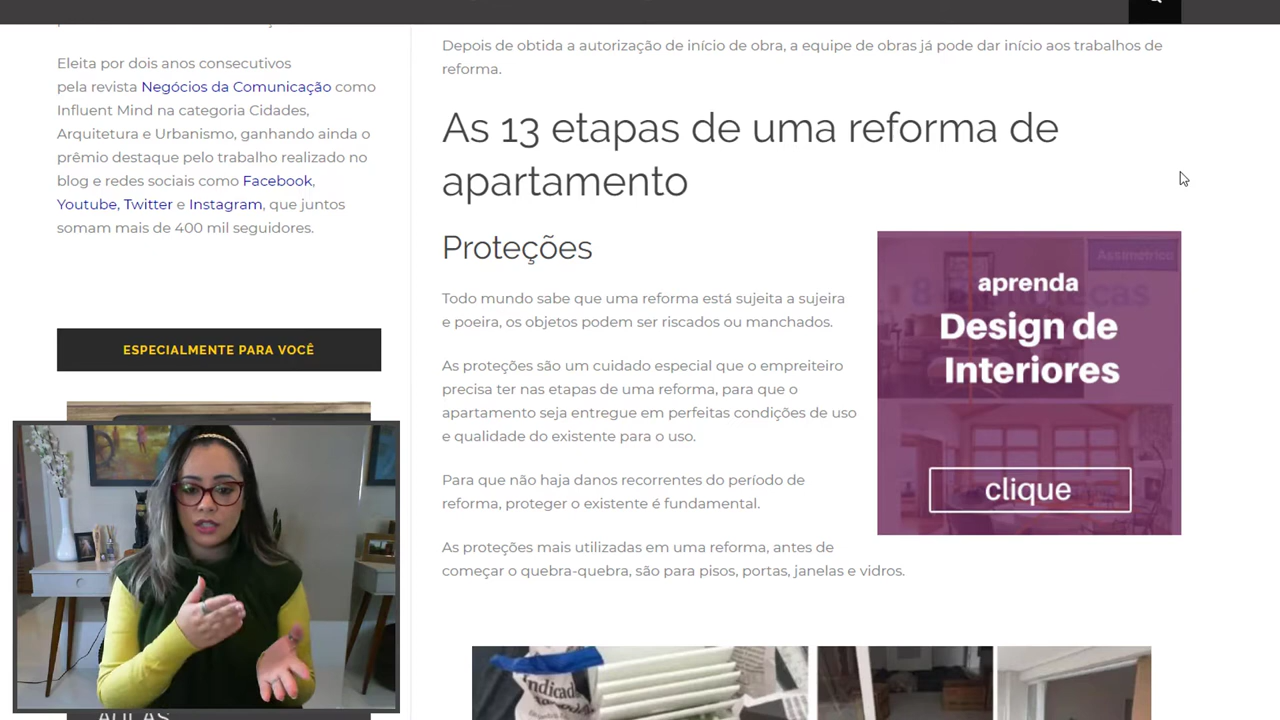 Eleita por dois anos consecutivos
pela revista Negócios da Comunicação como
Influent Mind na categoria Cidades,
Arquitetura e Urbanismo, ganhando ainda o
prêmio destaque pelo trabalho realizado no
blog e redes sociais como Facebook,
Youtube, Twitter e Instagram, que juntos
somam mais de 400 mil seguidores.
ESPECIALMENTE PARA VOCÊ
AULAS
Depois de obtida a autorização de início de obra, a equipe de obras já pode dar início aos trabalhos de
reforma.
As 13 etapas de uma reforma de
apartamento
Proteções
Todo mundo sabe que uma reforma está sujeita a sujeira
e poeira, os objetos podem ser riscados ou manchados.
As proteções são um cuidado especial que o empreiteiro
precisa ter nas etapas de uma reforma, para que o
apartamento seja entregue em perfeitas condições de uso
e qualidade do existente para o uso.
Para que não haja danos recorrentes do período de
reforma, proteger o existente é fundamental.
As proteções mais utilizadas em uma reforma, antes de
começar o quebra-quebra, são para pisos, portas, janelas e vidros.
Assimétrico
aprenda
Design de
Interiores
clique